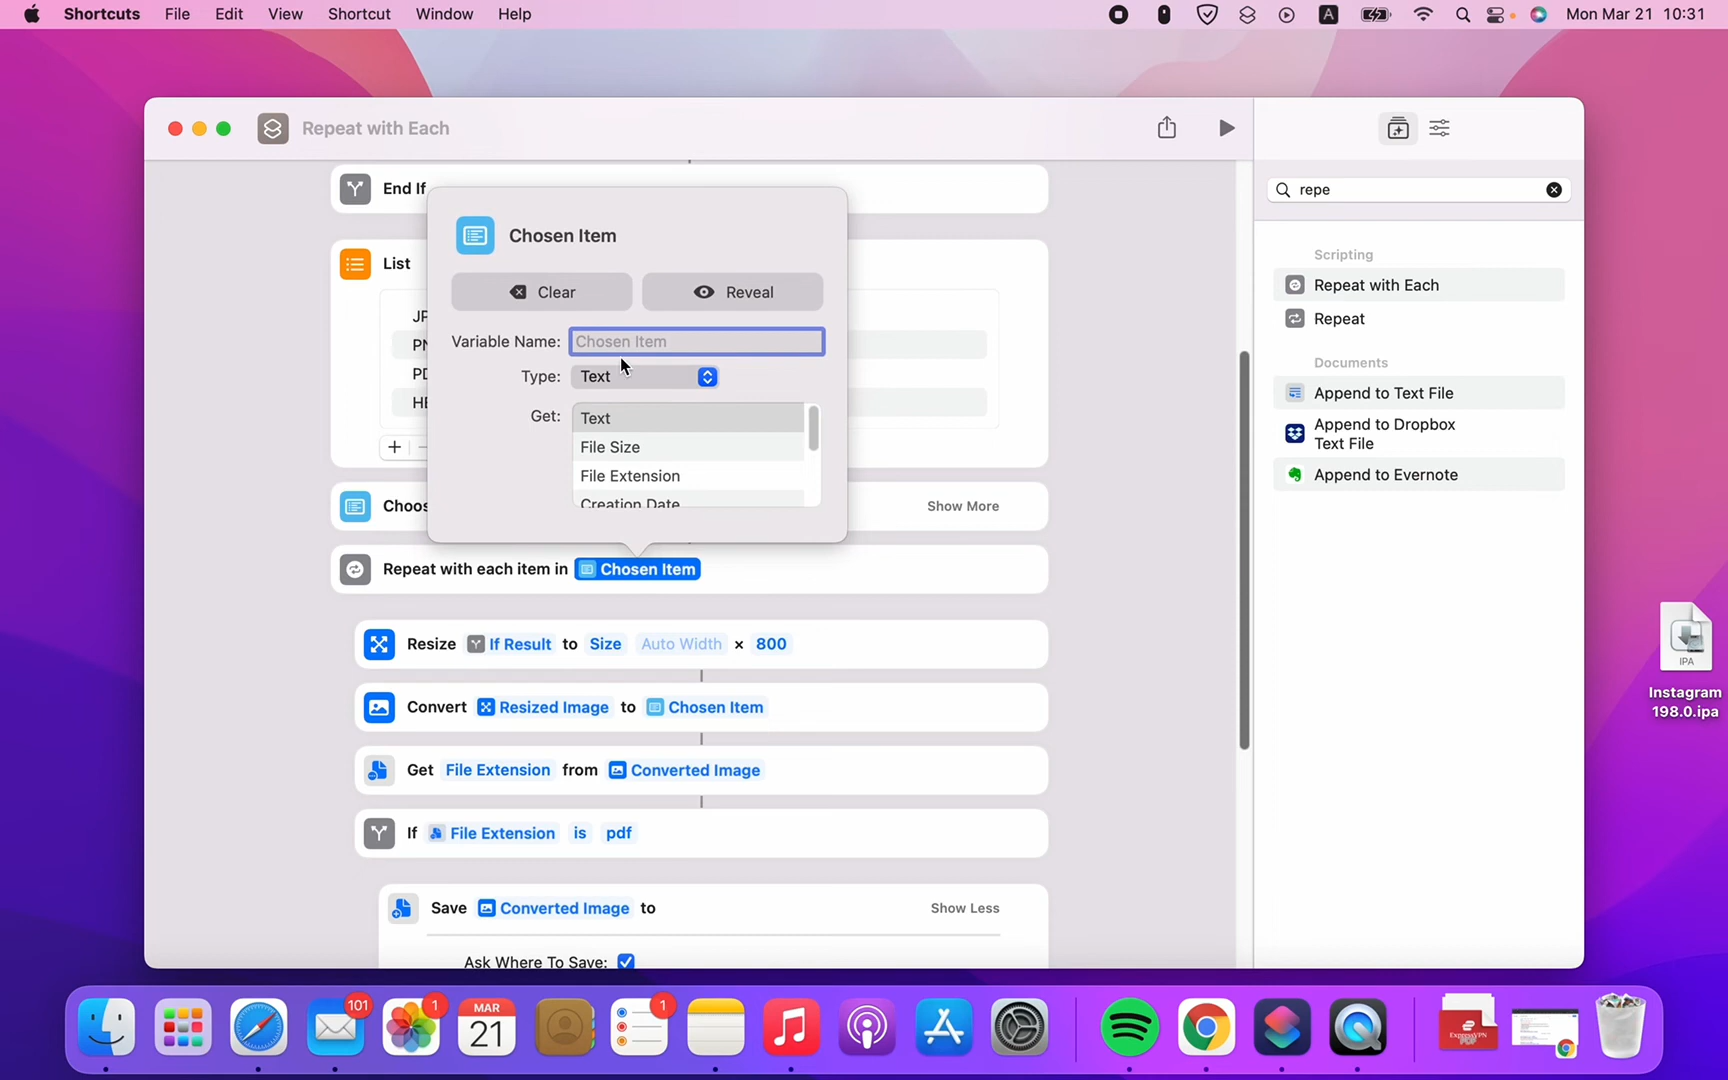 Shortcuts File Edit View Shortcut Window Help A Mon Mar 21 10:31
Repeat with Each
repe
End If
Chosen Item
Scripting
List
Repeat with Each
Clear Reveal
JP
Repeat
Variable Name: Chosen Item
PN
Documents
Type: Text
PD
Append to Text File
HE
Get: Text
Append to Dropbox
Text File
File Size
File Extension
Append to Evernote
Creation Date
Choos Show More
Repeat with each item in Chosen Item
Resize If Result to Size Auto Width × 800
IPA
Instagram
198.0.ipa
Convert Resized Image to Chosen Item
Get File Extension from Converted Image
If File Extension is pdf
Save Converted Image to Show Less
Ask Where To Save:
101
1
MAR
21
1
ExpressVPN
PDF